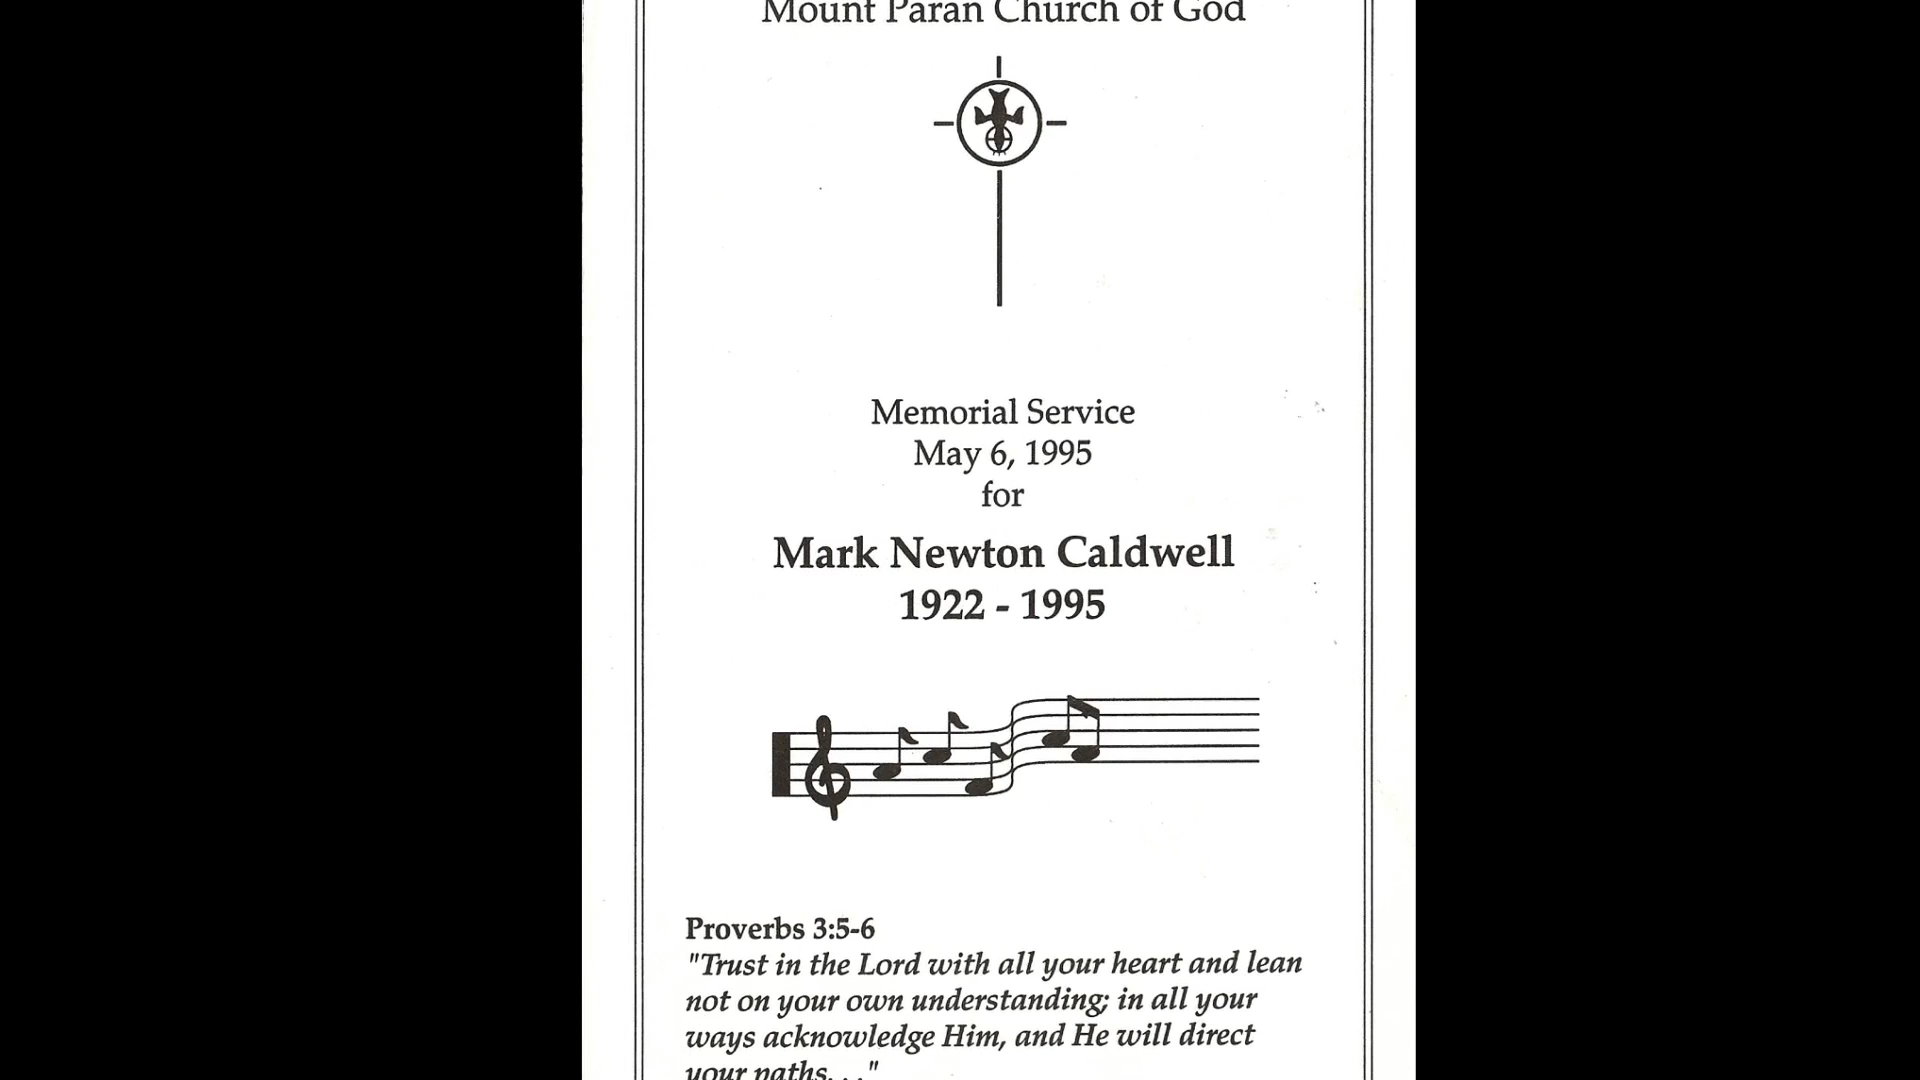 Mount Paran Church of God
Memorial Service
May 6, 1995
for
Mark Newton Caldwell
1922 - 1995
Proverbs 3:5-6
"Trust in the Lord with all your heart and lean
not on your own understanding; in all your
ways acknowledge Him, and He will direct
your paths. . ."